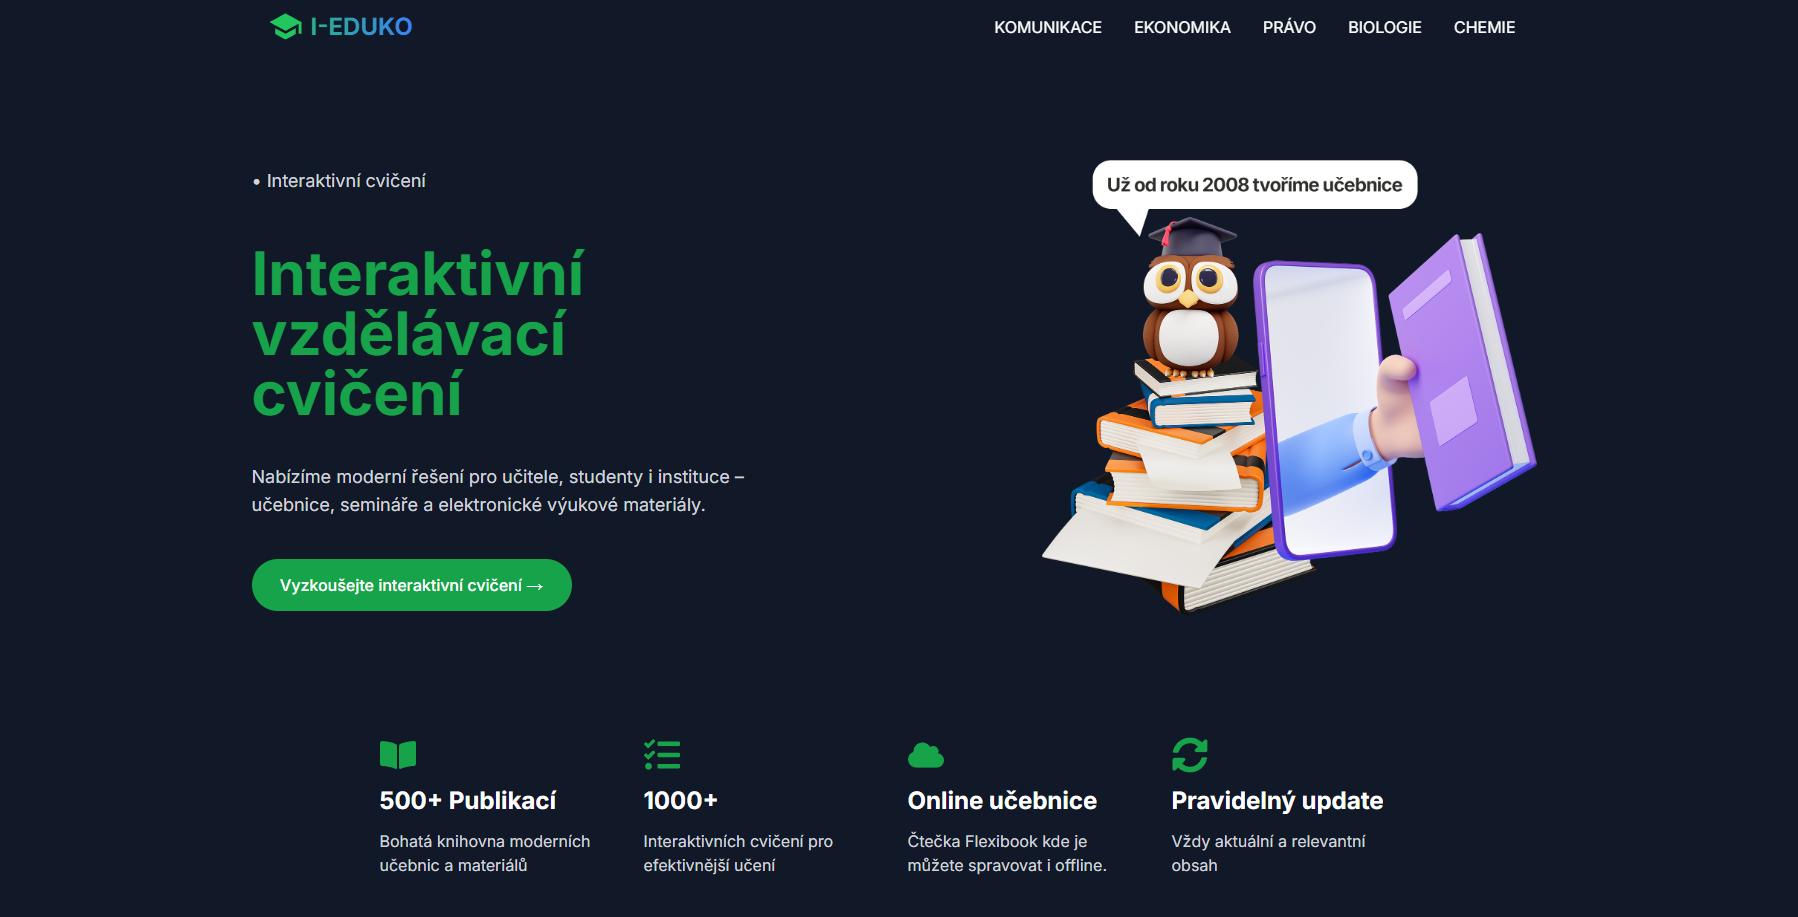 I-EDUKO
KOMUNIKACE EKONOMIKA PRÁVO BIOLOGIE CHEMIE
• Interaktivní cvičení
Už od roku 2008 tvoříme učebnice
Interaktivní
vzdělávací
cvičení
Nabízíme moderní řešení pro učitele, studenty i instituce –
učebnice, semináře a elektronické výukové materiály.
Vyzkoušejte interaktivní cvičení →
500+ Publikací
Bohatá knihovna moderních
učebnic a materiálů
1000+
Interaktivních cvičení pro
efektivnější učení
Online učebnice
Čtečka Flexibook kde je
můžete spravovat i offline.
Pravidelný update
Vždy aktuální a relevantní
obsah